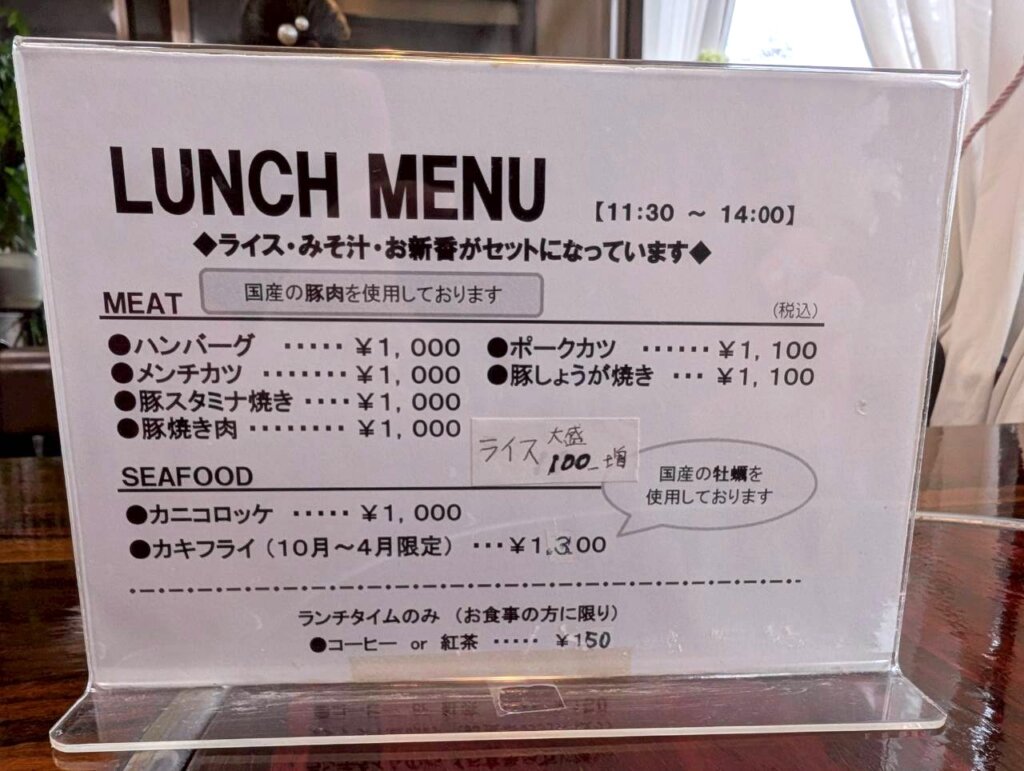 LUNCH MENU 【11:30 ～ 14:00】
◆ライス・みそ汁・お新香がセットになっています◆
国産の豚肉を使用しております
MEAT (税込)
●ハンバーグ ・・・・・ ￥1,000 ●ポークカツ ・・・・・・ ￥1,100
●メンチカツ ・・・・・・・ ￥1,000 ●豚しょうが焼き ・・・ ￥1,100
●豚スタミナ焼き ・・・・ ￥1,000
●豚焼き肉 ・・・・・・・・ ￥1,000
ライス 大盛 100_増
SEAFOOD
国産の牡蠣を
使用しております
●カニコロッケ ・・・・・ ￥1,000
●カキフライ（10月～4月限定） ・・・￥1,300
ランチタイムのみ （お食事の方に限り）
●コーヒー or 紅茶 ・・・・・ ￥150